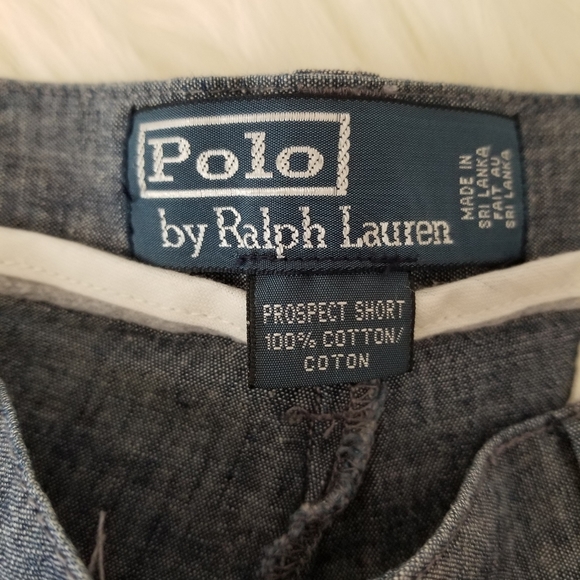 Polo
by Ralph Lauren
MADE IN
SRI LANKA
FAIT AU
SRI LANKA
PROSPECT SHORT
100% COTTON/
COTON